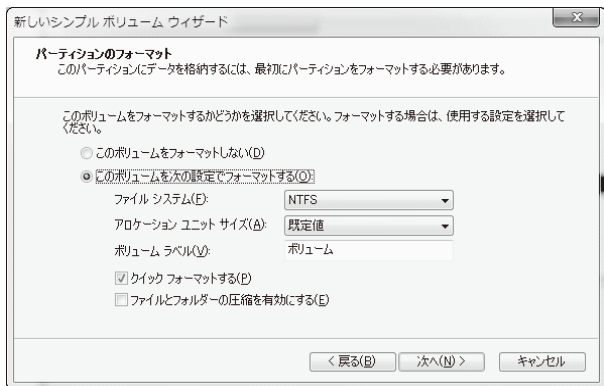 新しいシンプル ボリューム ウィザード
パーティションのフォーマット
このパーティションにデータを格納するには、最初にパーティションをフォーマットする必要があります。
このボリュームをフォーマットするかどうかを選択してください。フォーマットする場合は、使用する設定を選択して
ください。
このボリュームをフォーマットしない(D)
このボリュームを次の設定でフォーマットする(O):
ファイル システム(F): NTFS
アロケーション ユニット サイズ(A): 既定値
ボリューム ラベル(V): ボリューム
クイック フォーマットする(P)
ファイルとフォルダーの圧縮を有効にする(E)
< 戻る(B) 次へ(N) > キャンセル